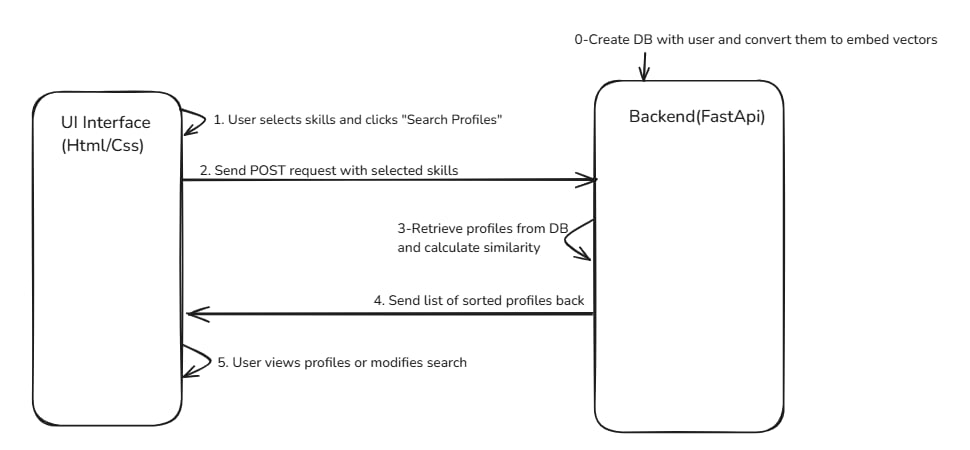 0-Create DB with user and convert them to embed vectors
UI Interface
(Html/Css)
Backend(FastApi)
1. User selects skills and clicks "Search Profiles"
2. Send POST request with selected skills
3-Retrieve profiles from DB
and calculate similarity
4. Send list of sorted profiles back
5. User views profiles or modifies search